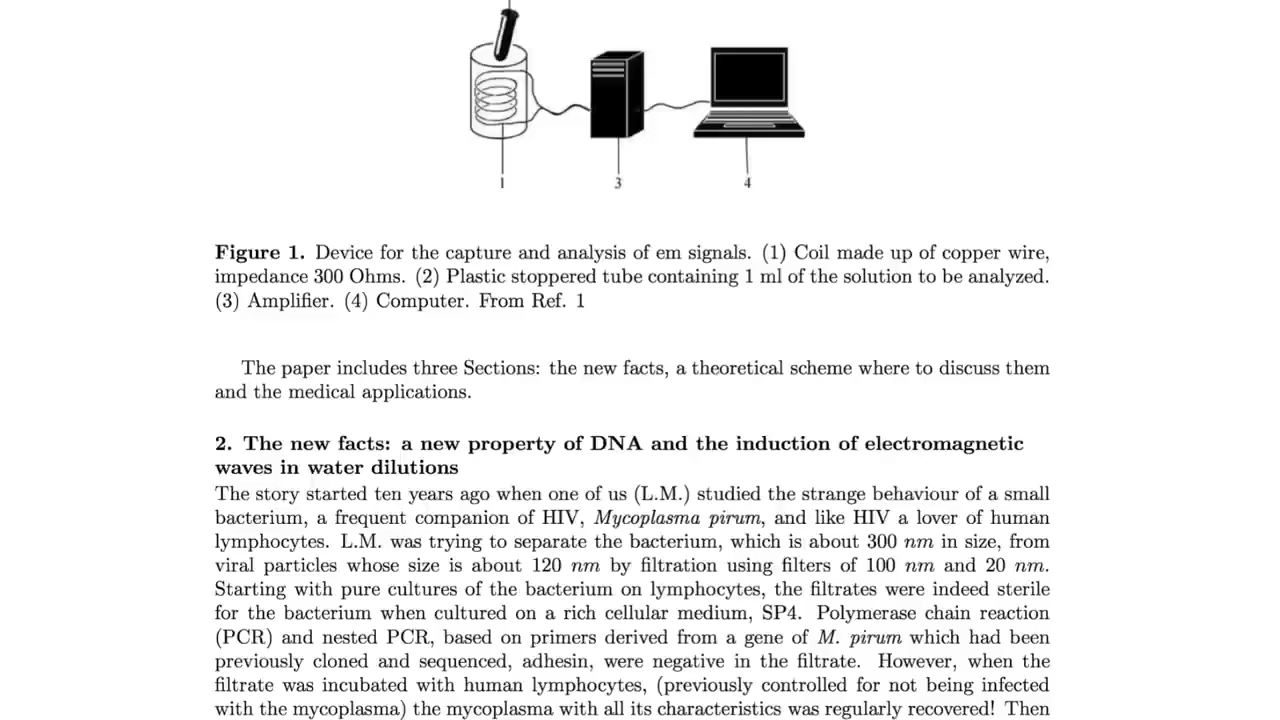 1
3
4
Figure 1. Device for the capture and analysis of em signals. (1) Coil made up of copper wire,
impedance 300 Ohms. (2) Plastic stoppered tube containing 1 ml of the solution to be analyzed.
(3) Amplifier. (4) Computer. From Ref. 1
The paper includes three Sections: the new facts, a theoretical scheme where to discuss them
and the medical applications.
2. The new facts: a new property of DNA and the induction of electromagnetic
waves in water dilutions
The story started ten years ago when one of us (L.M.) studied the strange behaviour of a small
bacterium, a frequent companion of HIV, Mycoplasma pirum, and like HIV a lover of human
lymphocytes. L.M. was trying to separate the bacterium, which is about 300 nm in size, from
viral particles whose size is about 120 nm by filtration using filters of 100 nm and 20 nm.
Starting with pure cultures of the bacterium on lymphocytes, the filtrates were indeed sterile
for the bacterium when cultured on a rich cellular medium, SP4. Polymerase chain reaction
(PCR) and nested PCR, based on primers derived from a gene of M. pirum which had been
previously cloned and sequenced, adhesin, were negative in the filtrate. However, when the
filtrate was incubated with human lymphocytes, (previously controlled for not being infected
with the mycoplasma) the mycoplasma with all its characteristics was regularly recovered! Then